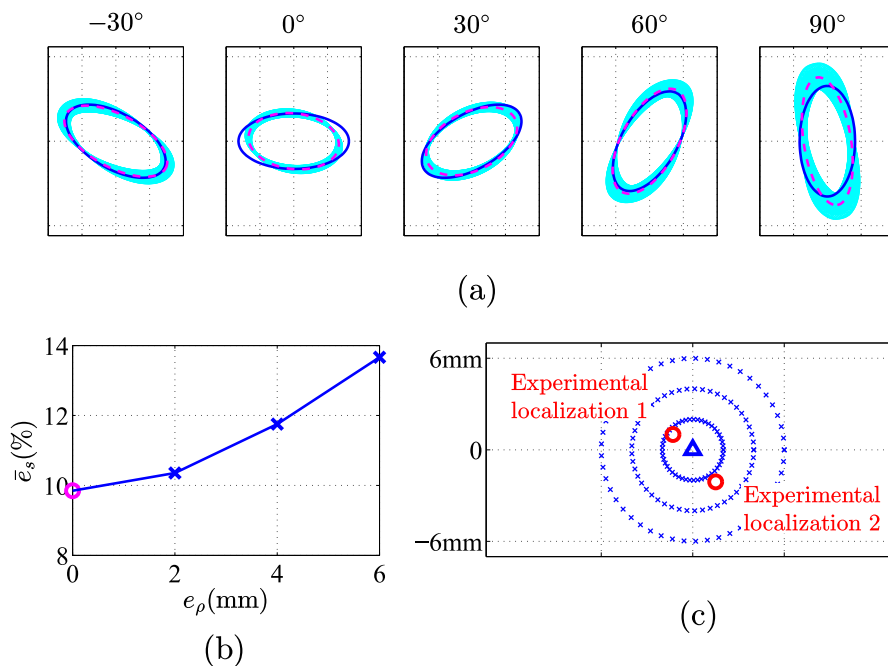 −30° 0° 30° 60° 90°
(a)
14
12
10
8
0 2 4 6
ē_s(%)
e_ρ(mm)
(b)
6mm
0
−6mm
Experimental
localization 1
Experimental
localization 2
(c)